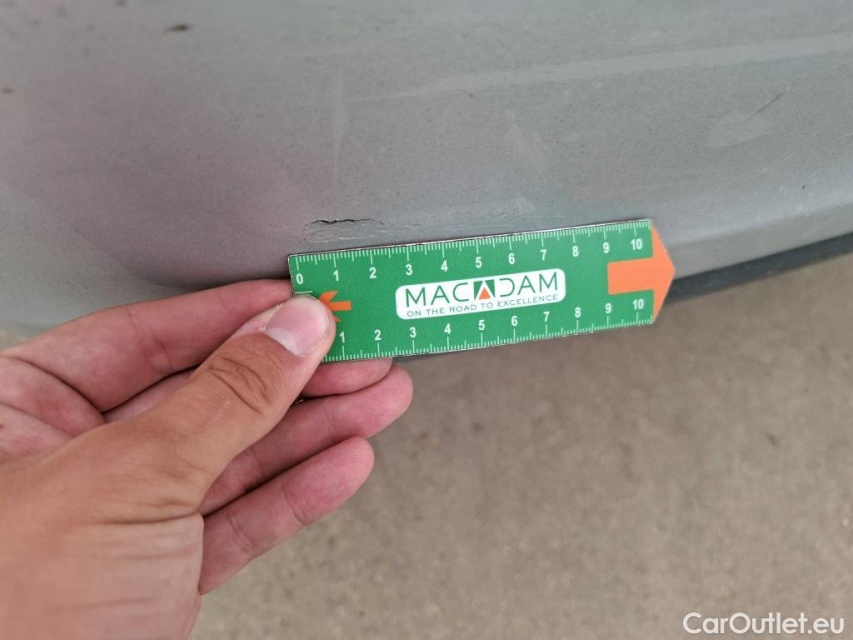 0 1 2 3 4 5 6 7 8 9 10
MACADAM
ON THE ROAD TO EXCELLENCE
1 2 3 4 5 6 7 8 9 10
CarOutlet.eu